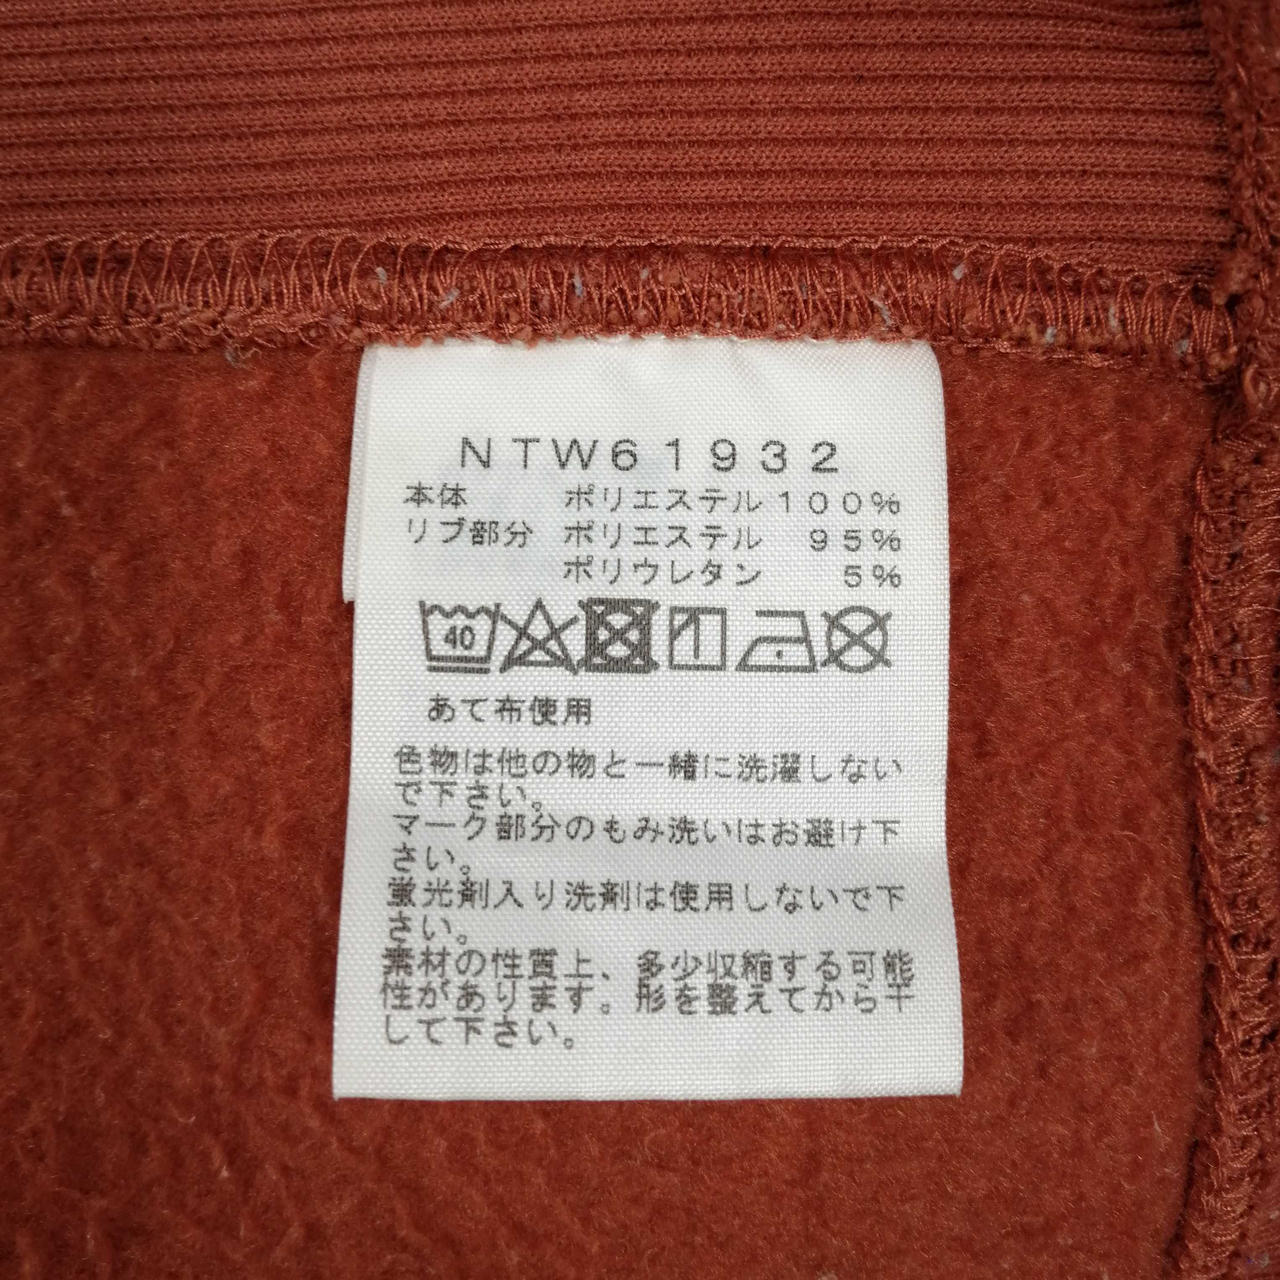 NTW61932
本体 ポリエステル100%
リブ部分 ポリエステル 95%
ポリウレタン 5%
40
あて布使用
色物は他の物と一緒に洗濯しない
で下さい。
マーク部分のもみ洗いはお避け下
さい。
蛍光剤入り洗剤は使用しないで下
さい。
素材の性質上、多少収縮する可能
性があります。形を整えてから干
して下さい。